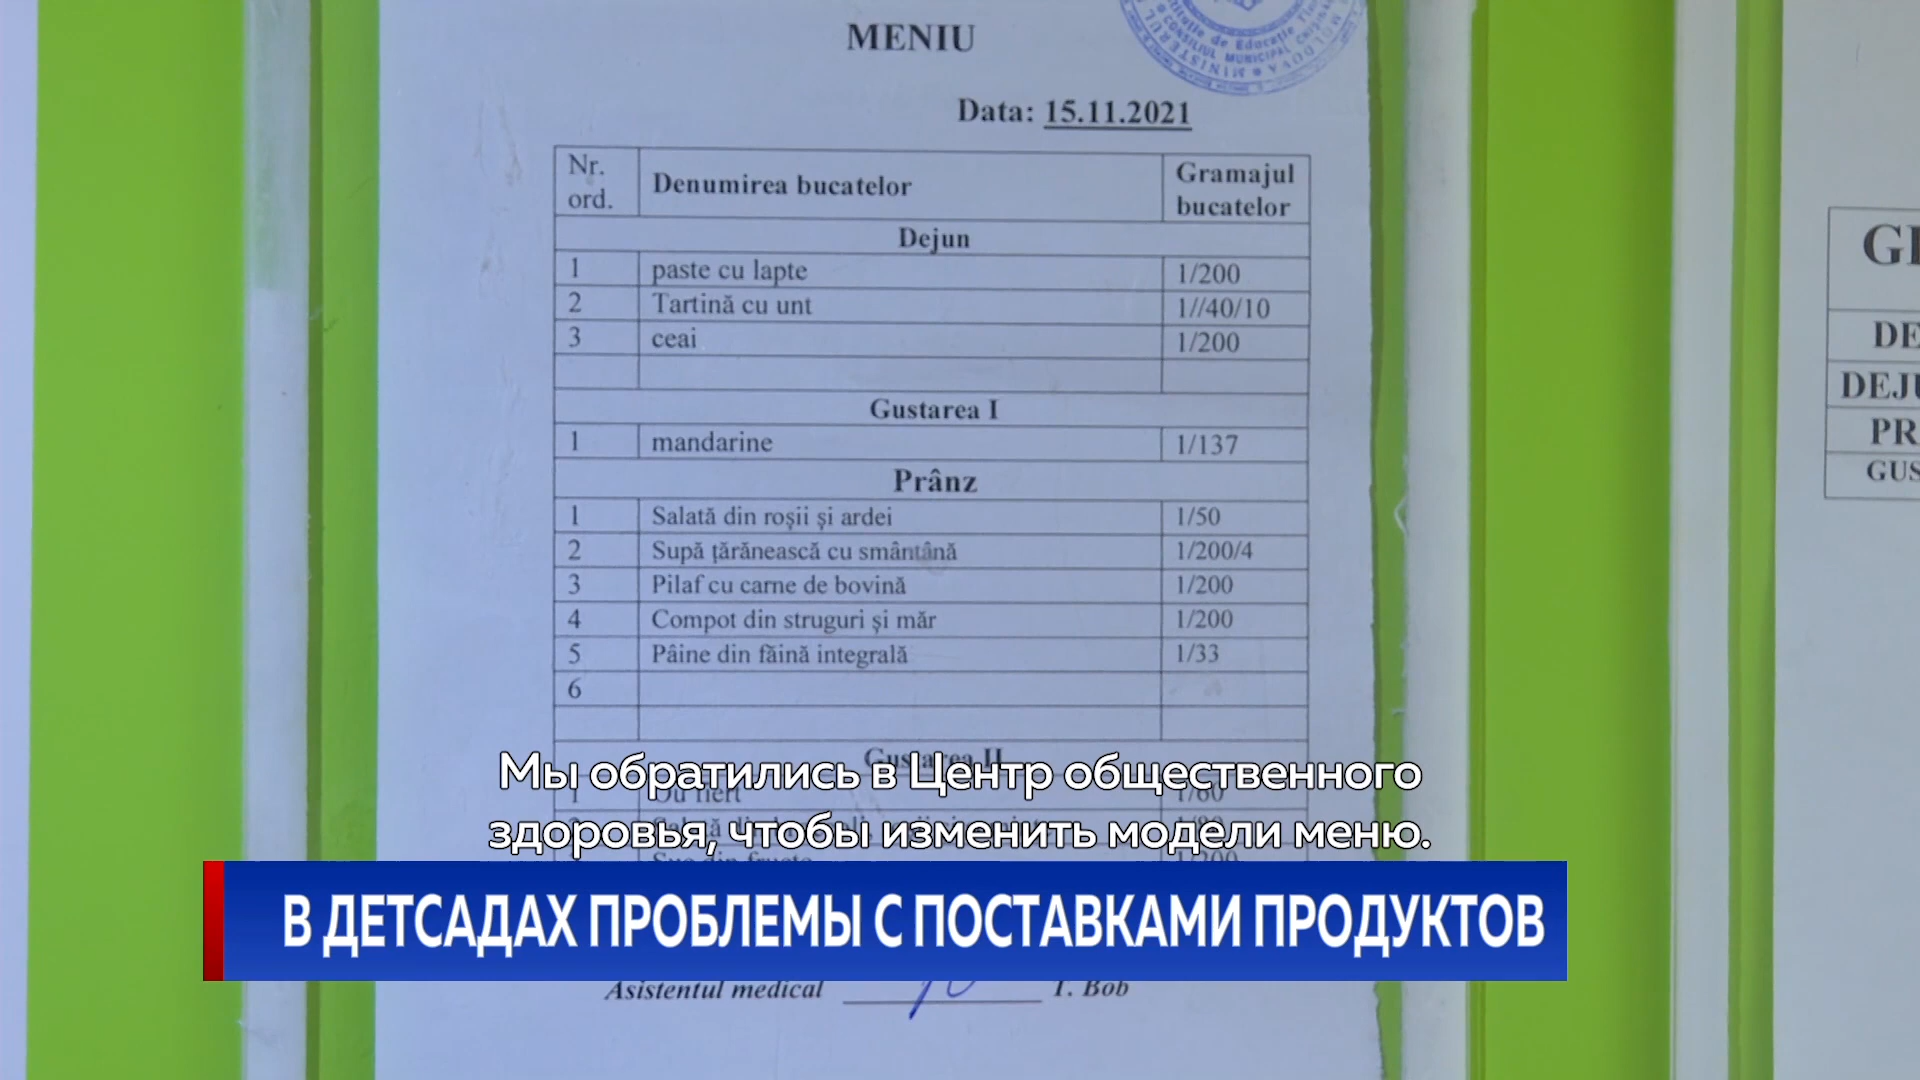 MENIU
Data: 15.11.2021
Nr. ord. Denumirea bucatelor Gramajul bucatelor
Dejun
1 paste cu lapte 1/200
2 Tartină cu unt 1//40/10
3 ceai 1/200
Gustarea I
1 mandarine 1/137
Prânz
1 Salată din roşii şi ardei 1/50
2 Supă ţărănească cu smântână 1/200/4
3 Pilaf cu carne de bovină 1/200
4 Compot din struguri şi măr 1/200
5 Pâine din făină integrală 1/33
6
Gustarea II
Мы обратились в Центр общественного
здоровья, чтобы изменить модели меню.
В ДЕТСАДАХ ПРОБЛЕМЫ С ПОСТАВКАМИ ПРОДУКТОВ
Asistentul medical T. Bob